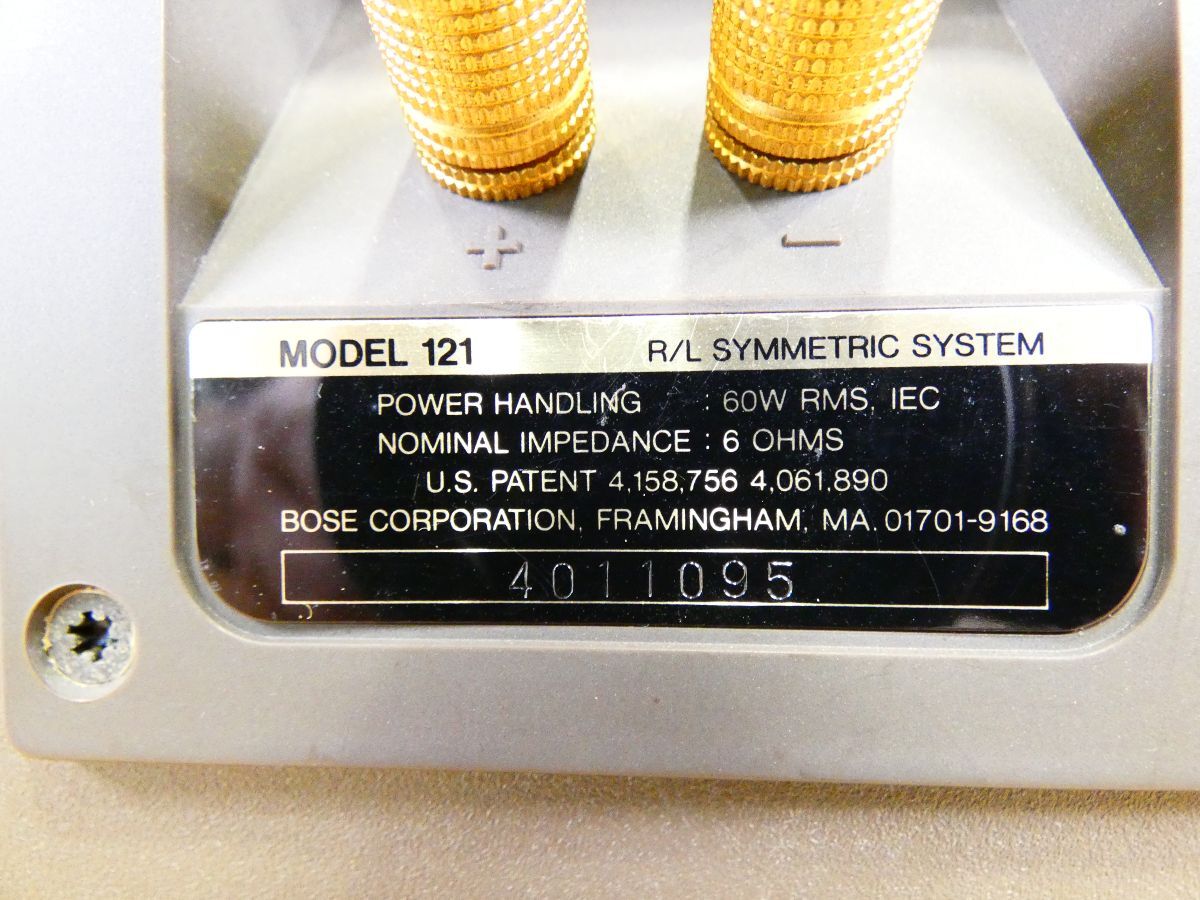 + −
MODEL 121 R/L SYMMETRIC SYSTEM
POWER HANDLING : 60W RMS, IEC
NOMINAL IMPEDANCE : 6 OHMS
U.S. PATENT 4,158,756 4,061,890
BOSE CORPORATION, FRAMINGHAM, MA. 01701-9168
4011095